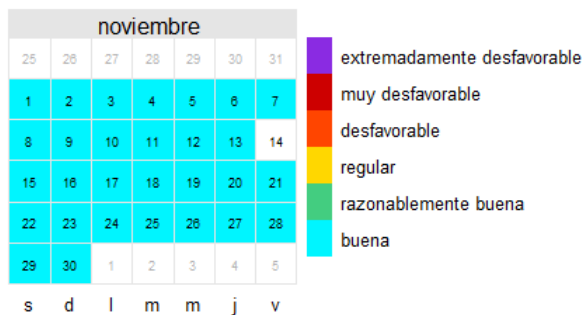 noviembre
25 26 27 28 29 30 31
1 2 3 4 5 6 7
8 9 10 11 12 13 14
15 16 17 18 19 20 21
22 23 24 25 26 27 28
29 30 1 2 3 4 5
s d l m m j v
extremadamente desfavorable
muy desfavorable
desfavorable
regular
razonablemente buena
buena